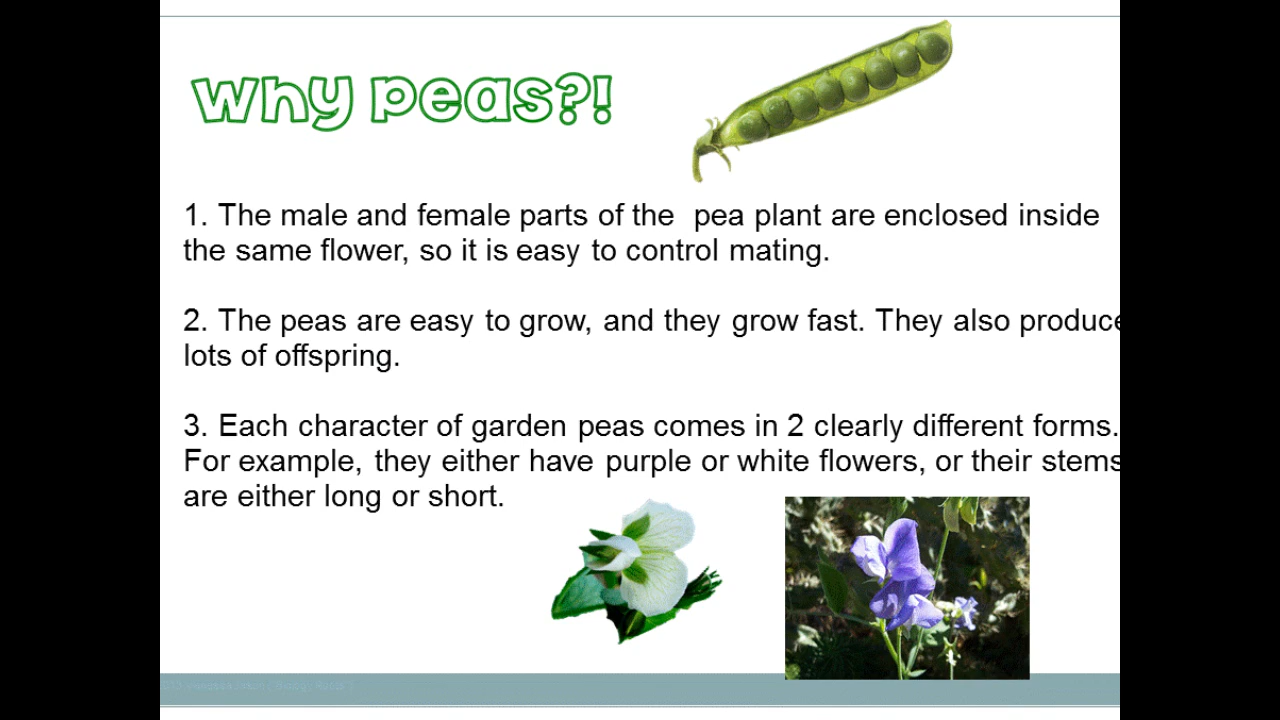 why peas?!
1. The male and female parts of the pea plant are enclosed inside
the same flower, so it is easy to control mating.
2. The peas are easy to grow, and they grow fast. They also produce
lots of offspring.
3. Each character of garden peas comes in 2 clearly different forms.
For example, they either have purple or white flowers, or their stems
are either long or short.